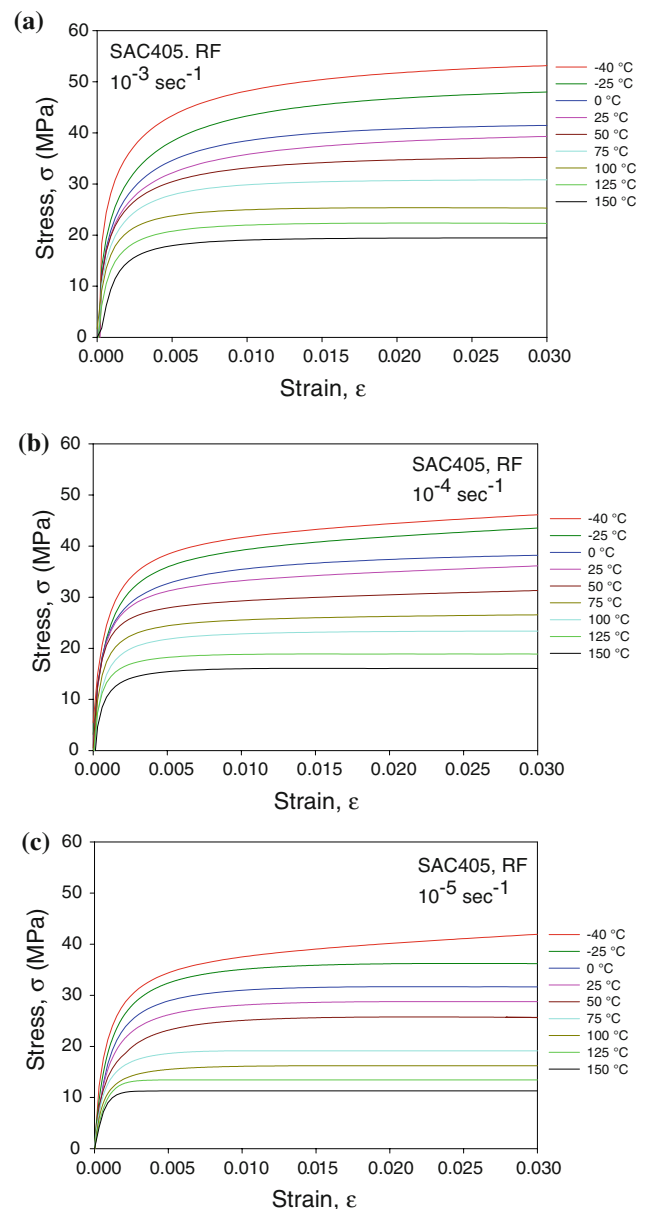 (a)
SAC405. RF
10⁻³ sec⁻¹
Stress, σ (MPa)
60
50
40
30
20
10
0
0.000 0.005 0.010 0.015 0.020 0.025 0.030
Strain, ε
-40 °C
-25 °C
0 °C
25 °C
50 °C
75 °C
100 °C
125 °C
150 °C
(b)
SAC405, RF
10⁻⁴ sec⁻¹
Stress, σ (MPa)
60
50
40
30
20
10
0
0.000 0.005 0.010 0.015 0.020 0.025 0.030
Strain, ε
-40 °C
-25 °C
0 °C
25 °C
50 °C
75 °C
100 °C
125 °C
150 °C
(c)
SAC405, RF
10⁻⁵ sec⁻¹
Stress, σ (MPa)
60
50
40
30
20
10
0
0.000 0.005 0.010 0.015 0.020 0.025 0.030
Strain, ε
-40 °C
-25 °C
0 °C
25 °C
50 °C
75 °C
100 °C
125 °C
150 °C